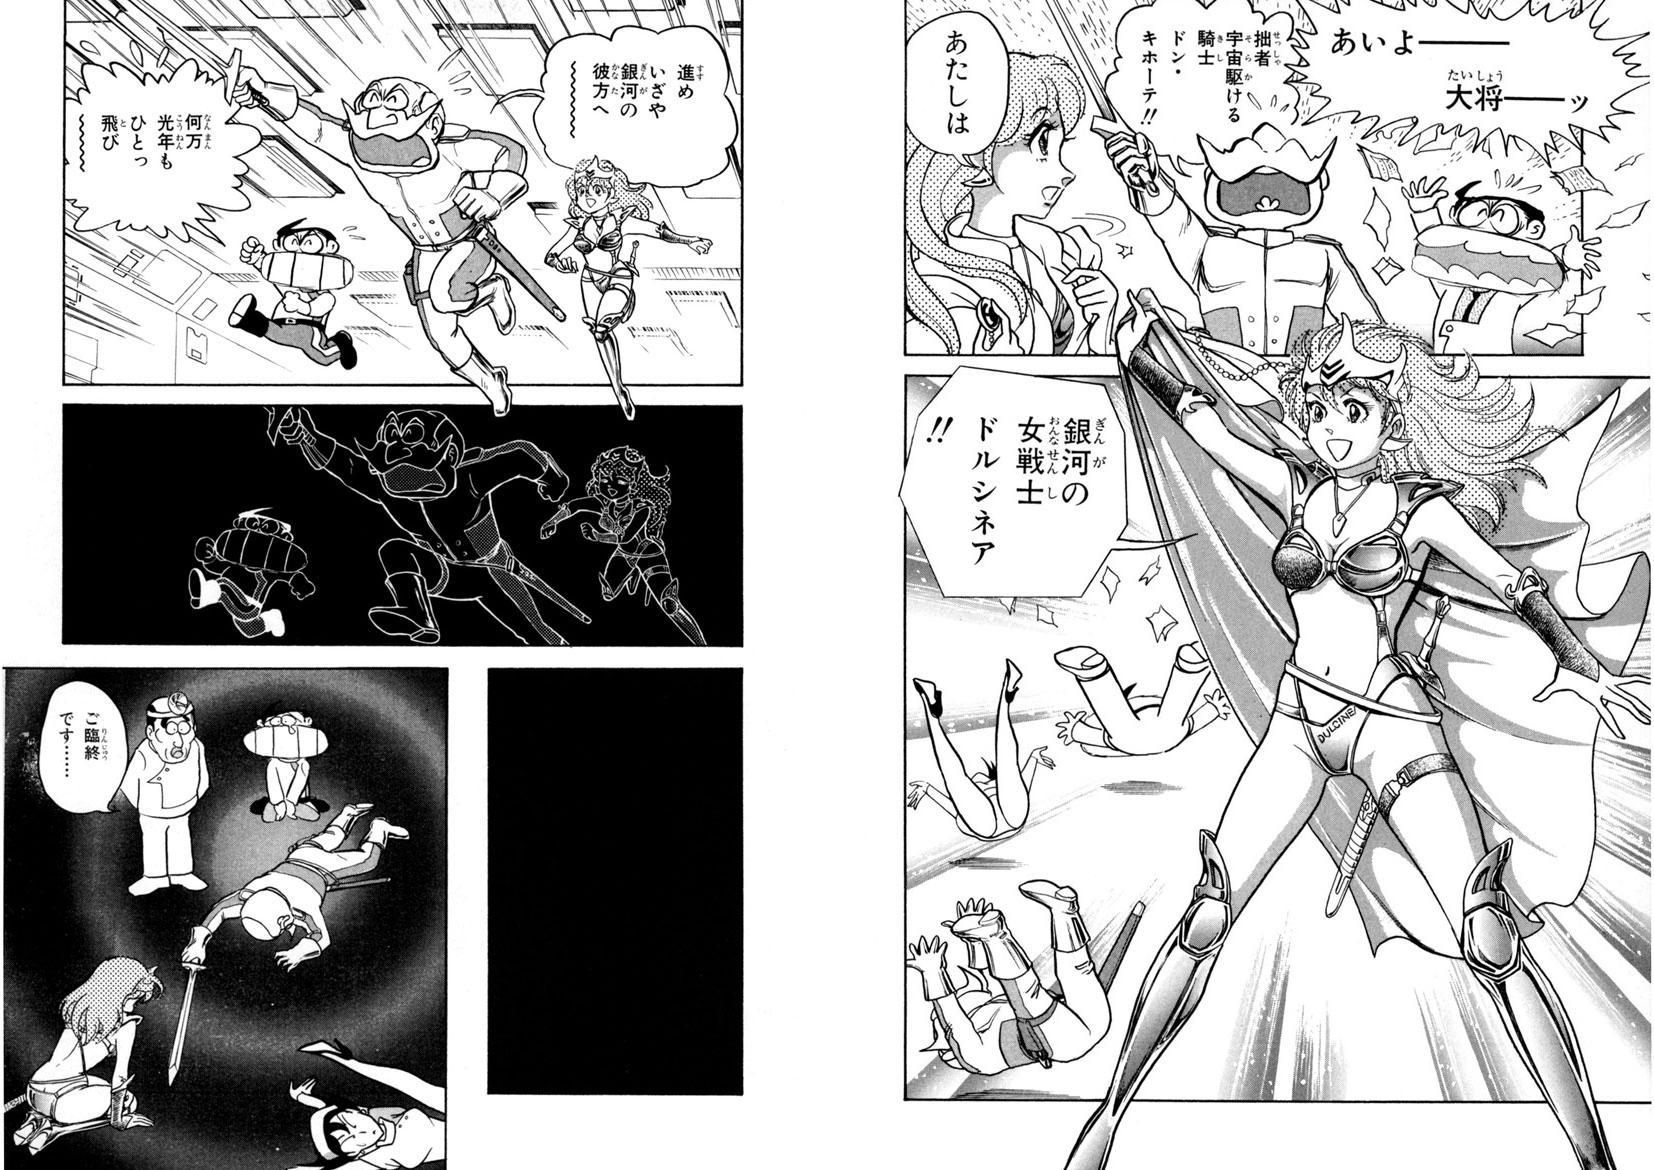 あいよ――
大将――ッ
拙者
宇宙駆ける
騎士
ドン・
キホーテ!!
あたしは
銀河の
女戦士
ドルシネア
!!
DULCINEA
進め
いざや
銀河の
彼方へ
〜〜〜
何万
光年も
ひとっ
飛び
〜〜〜
ご臨終
です……